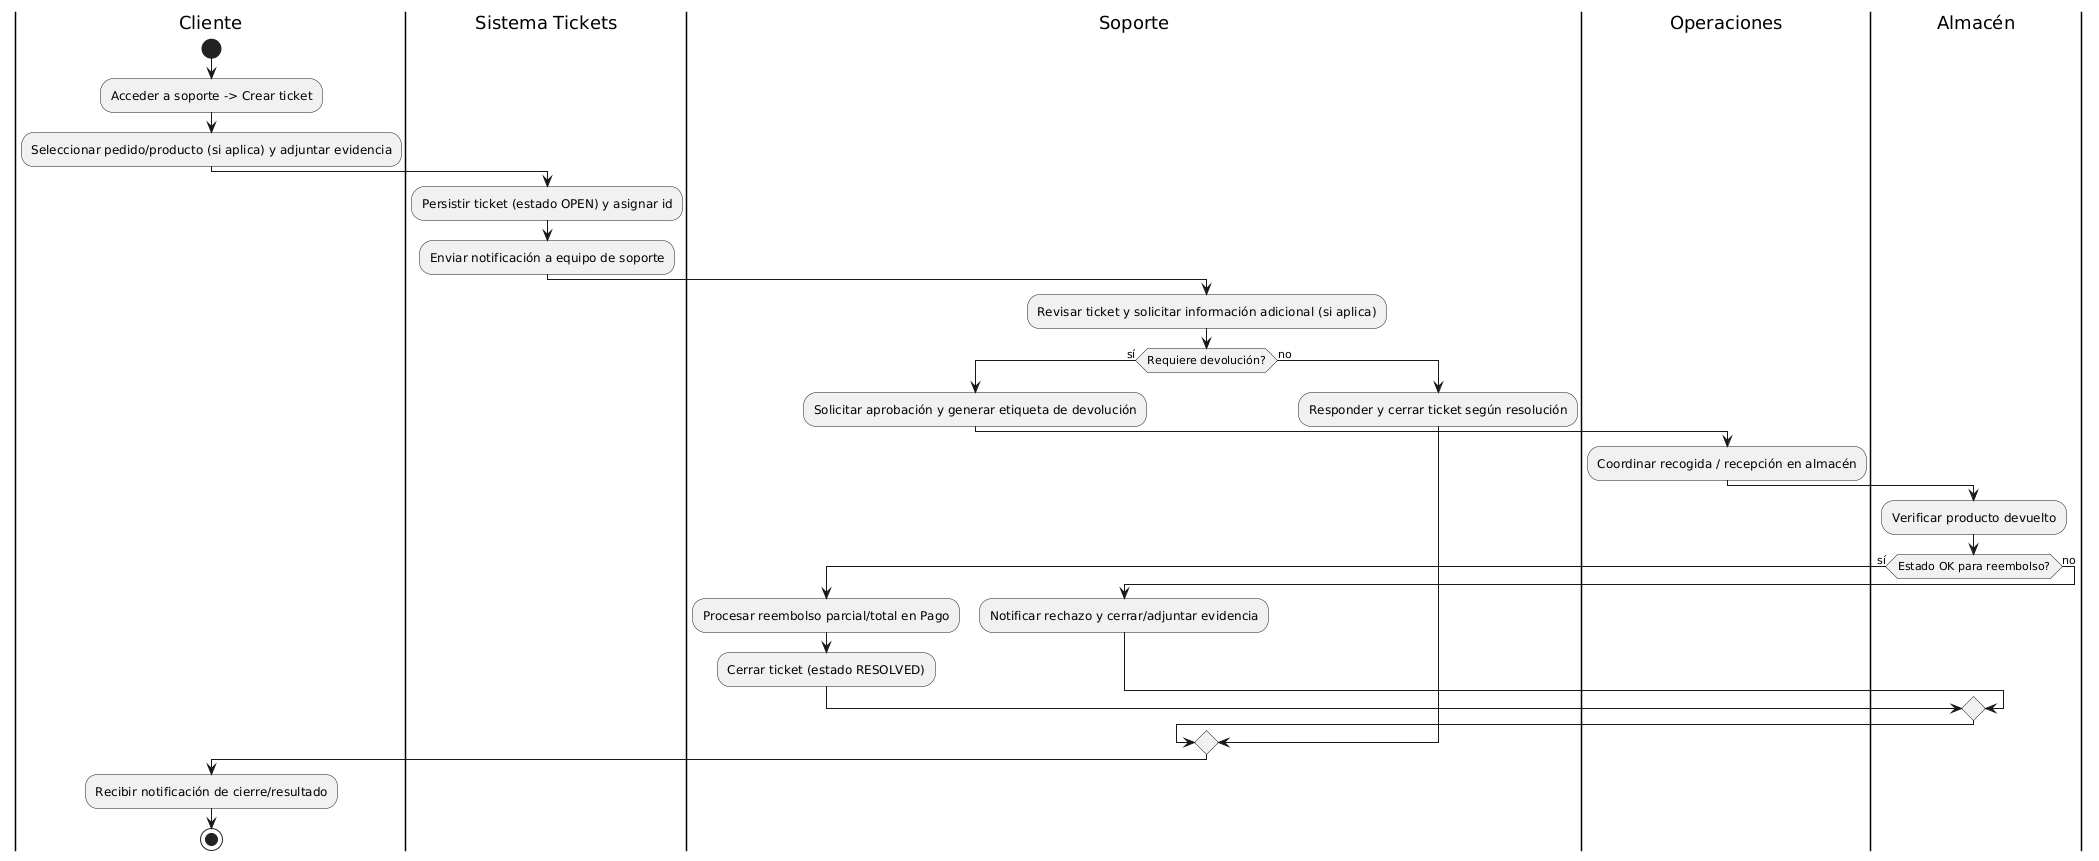 Cliente
Sistema Tickets
Soporte
Operaciones
Almacén
Acceder a soporte -> Crear ticket
Seleccionar pedido/producto (si aplica) y adjuntar evidencia
Persistir ticket (estado OPEN) y asignar id
Enviar notificación a equipo de soporte
Revisar ticket y solicitar información adicional (si aplica)
sí
Requiere devolución?
no
Solicitar aprobación y generar etiqueta de devolución
Responder y cerrar ticket según resolución
Coordinar recogida / recepción en almacén
Verificar producto devuelto
sí
Estado OK para reembolso?
no
Procesar reembolso parcial/total en Pago
Notificar rechazo y cerrar/adjuntar evidencia
Cerrar ticket (estado RESOLVED)
Recibir notificación de cierre/resultado